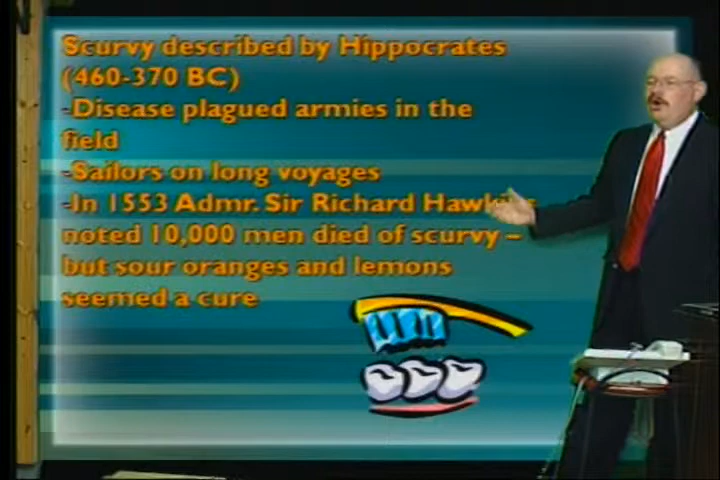 Scurvy described by Hippocrates
(460-370 BC)
-Disease plagued armies in the
field
-Sailors on long voyages
-In 1553 Admr. Sir Richard
noted 10,000 men died of scurvy –
but sour oranges and lemons
seemed a cure